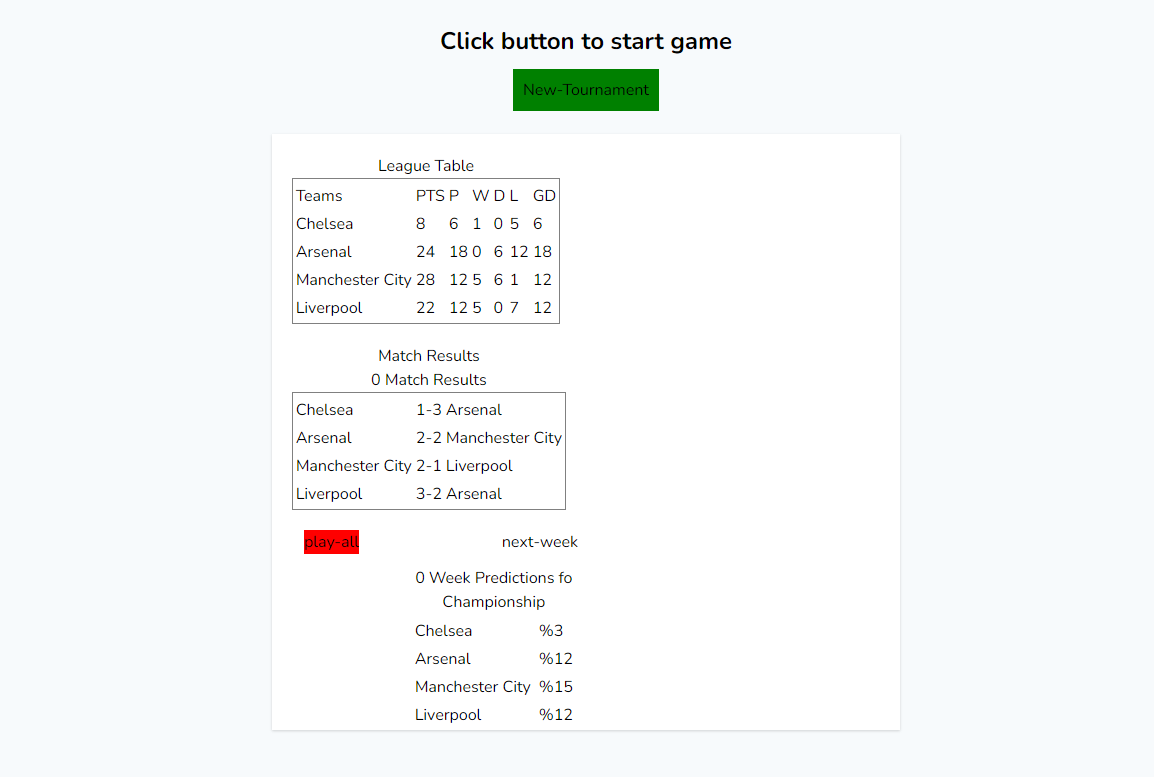 Click button to start game
New-Tournament
League Table
Teams PTS P W D L GD
Chelsea 8 6 1 0 5 6
Arsenal 24 18 0 6 12 18
Manchester City 28 12 5 6 1 12
Liverpool 22 12 5 0 7 12
Match Results
0 Match Results
Chelsea 1-3 Arsenal
Arsenal 2-2 Manchester City
Manchester City 2-1 Liverpool
Liverpool 3-2 Arsenal
play-all next-week
0 Week Predictions fo
Championship
Chelsea %3
Arsenal %12
Manchester City %15
Liverpool %12